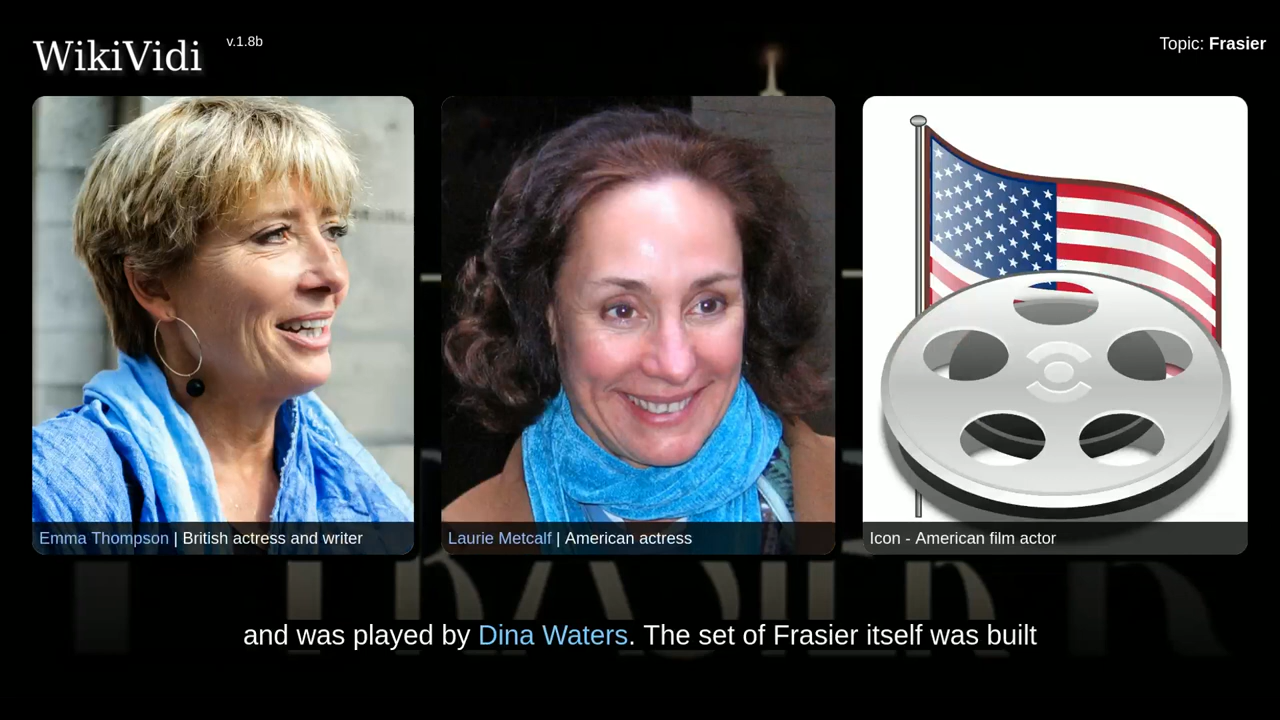 WikiVidi v.1.8b
Topic: Frasier
Emma Thompson | British actress and writer
Laurie Metcalf | American actress
Icon - American film actor
FRASIER
and was played by Dina Waters. The set of Frasier itself was built